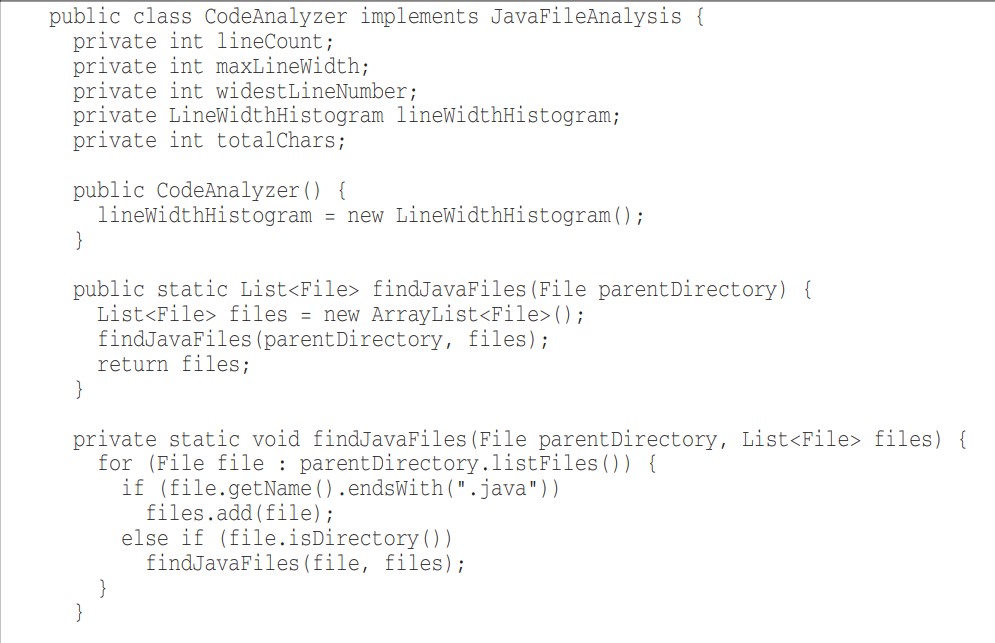 public class CodeAnalyzer implements JavaFileAnalysis {
private int lineCount;
private int maxLineWidth;
private int widestLineNumber;
private LineWidthHistogram lineWidthHistogram;
private int totalChars;
public CodeAnalyzer() {
lineWidthHistogram = new LineWidthHistogram();
}
public static List<File> findJavaFiles(File parentDirectory) {
List<File> files = new ArrayList<File>();
findJavaFiles(parentDirectory, files);
return files;
}
private static void findJavaFiles(File parentDirectory, List<File> files) {
for (File file : parentDirectory.listFiles()) {
if (file.getName().endsWith(".java"))
files.add(file);
else if (file.isDirectory())
findJavaFiles(file, files);
}
}